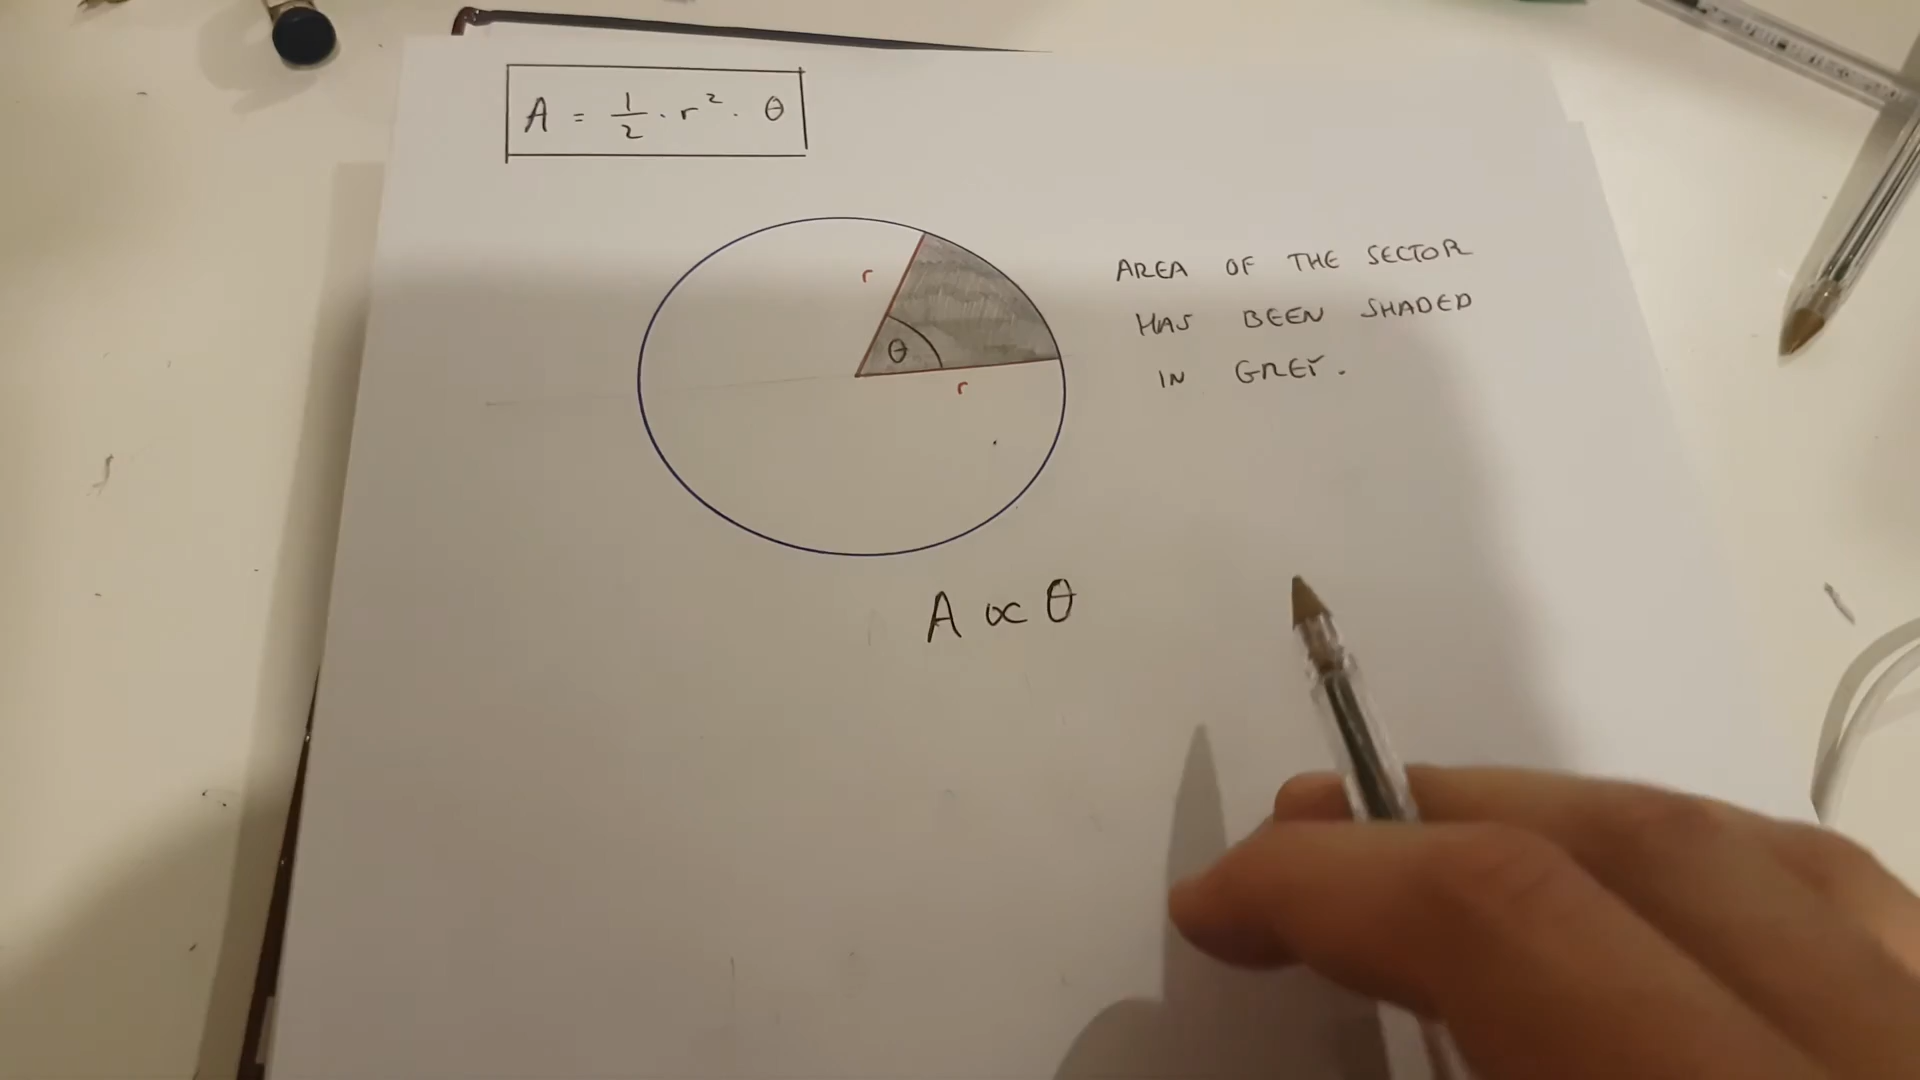 A = 1/2 · r² · θ
r
θ
r
AREA OF THE SECTOR
HAS BEEN SHADED
IN GREY.
A ∝ θ